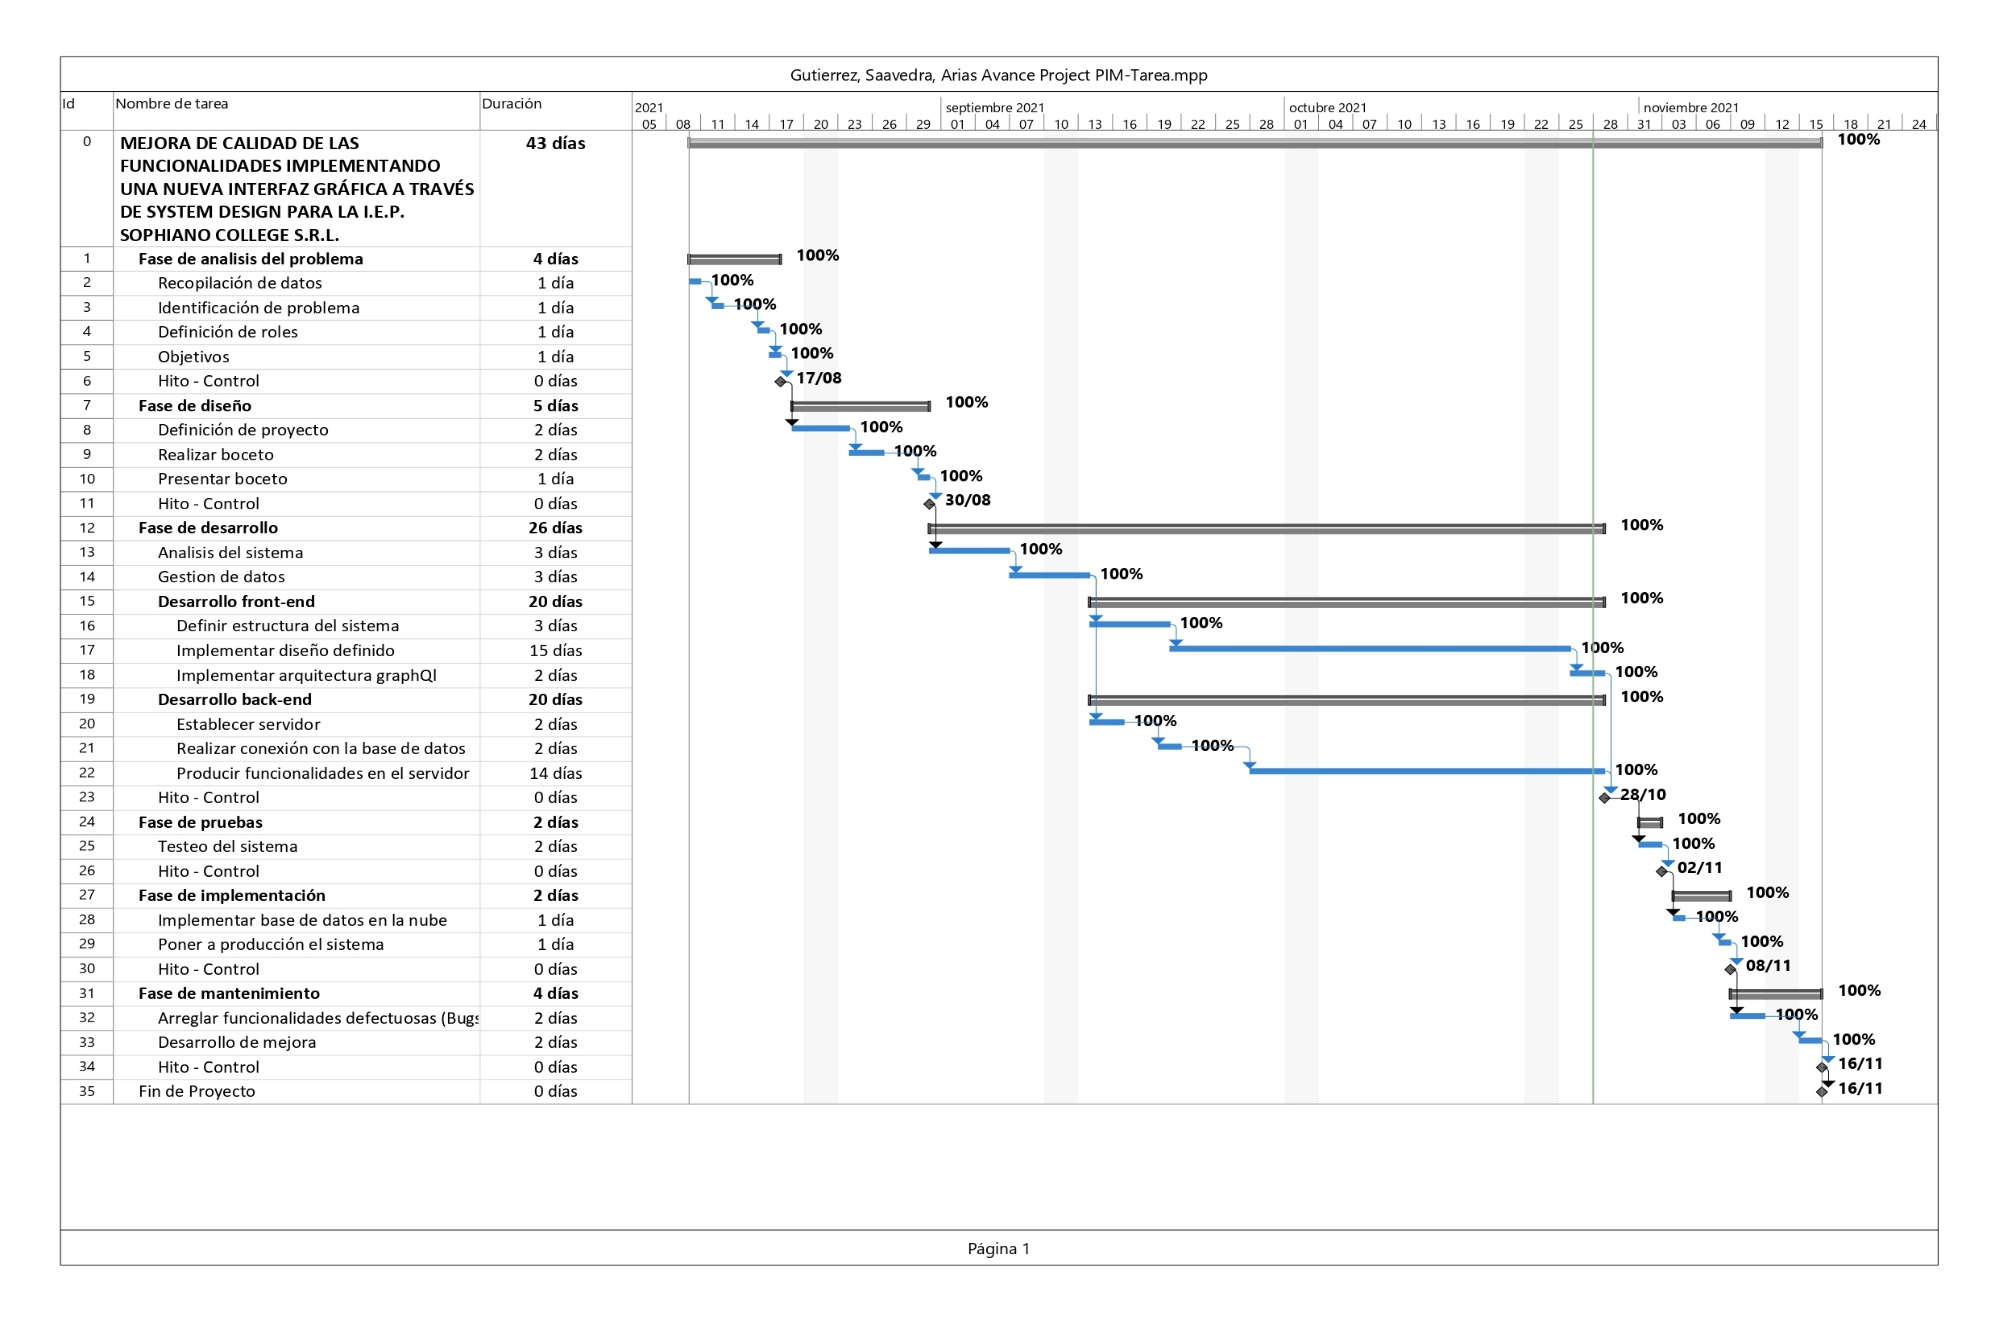 Gutierrez, Saavedra, Arias Avance Project PIM-Tarea.mpp
Id Nombre de tarea Duración
2021 septiembre 2021 octubre 2021 noviembre 2021
05 08 11 14 17 20 23 26 29 01 04 07 10 13 16 19 22 25 28 01 04 07 10 13 16 19 22 25 28 31 03 06 09 12 15 18 21 24
0 MEJORA DE CALIDAD DE LAS 43 días 100%
FUNCIONALIDADES IMPLEMENTANDO
UNA NUEVA INTERFAZ GRÁFICA A TRAVÉS
DE SYSTEM DESIGN PARA LA I.E.P.
SOPHIANO COLLEGE S.R.L.
1 Fase de analisis del problema 4 días 100%
2 Recopilación de datos 1 día 100%
3 Identificación de problema 1 día 100%
4 Definición de roles 1 día 100%
5 Objetivos 1 día 100%
6 Hito - Control 0 días 17/08
7 Fase de diseño 5 días 100%
8 Definición de proyecto 2 días 100%
9 Realizar boceto 2 días 100%
10 Presentar boceto 1 día 100%
11 Hito - Control 0 días 30/08
12 Fase de desarrollo 26 días 100%
13 Analisis del sistema 3 días 100%
14 Gestion de datos 3 días 100%
15 Desarrollo front-end 20 días 100%
16 Definir estructura del sistema 3 días 100%
17 Implementar diseño definido 15 días 100%
18 Implementar arquitectura graphQl 2 días 100%
19 Desarrollo back-end 20 días 100%
20 Establecer servidor 2 días 100%
21 Realizar conexión con la base de datos 2 días 100%
22 Producir funcionalidades en el servidor 14 días 100%
23 Hito - Control 0 días 28/10
24 Fase de pruebas 2 días 100%
25 Testeo del sistema 2 días 100%
26 Hito - Control 0 días 02/11
27 Fase de implementación 2 días 100%
28 Implementar base de datos en la nube 1 día 100%
29 Poner a producción el sistema 1 día 100%
30 Hito - Control 0 días 08/11
31 Fase de mantenimiento 4 días 100%
32 Arreglar funcionalidades defectuosas (Bugs 2 días 100%
33 Desarrollo de mejora 2 días 100%
34 Hito - Control 0 días 16/11
35 Fin de Proyecto 0 días 16/11
Página 1